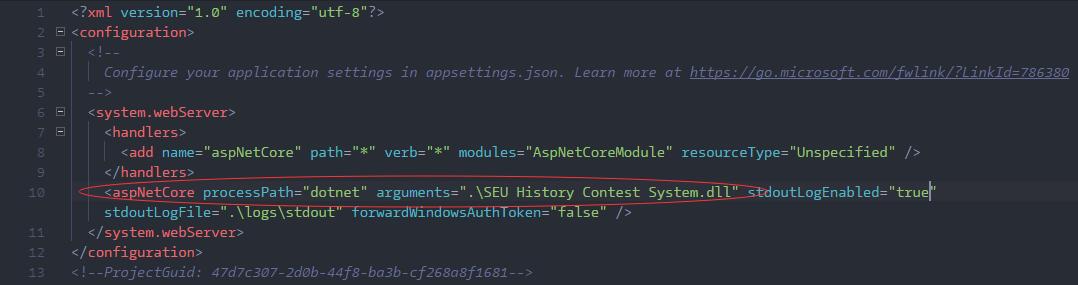 1 <?xml version="1.0" encoding="utf-8"?>
2 <configuration>
3 <!--
4 Configure your application settings in appsettings.json. Learn more at https://go.microsoft.com/fwlink/?LinkId=786380
5 -->
6 <system.webServer>
7 <handlers>
8 <add name="aspNetCore" path="*" verb="*" modules="AspNetCoreModule" resourceType="Unspecified" />
9 </handlers>
10 <aspNetCore processPath="dotnet" arguments=".\SEU History Contest System.dll" stdoutLogEnabled="true"
stdoutLogFile=".\logs\stdout" forwardWindowsAuthToken="false" />
11 </system.webServer>
12 </configuration>
13 <!--ProjectGuid: 47d7c307-2d0b-44f8-ba3b-cf268a8f1681-->